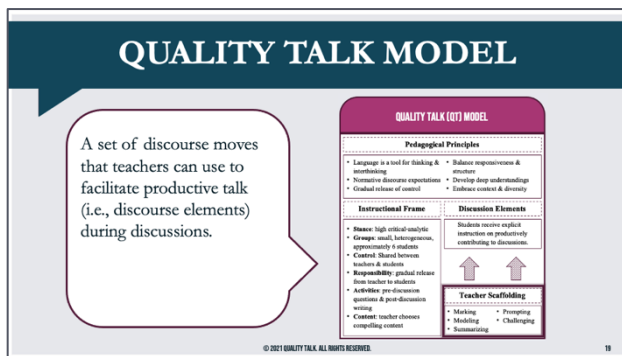 QUALITY TALK MODEL
A set of discourse moves
that teachers can use to
facilitate productive talk
(i.e., discourse elements)
during discussions.
QUALITY TALK (QT) MODEL
Pedagogical Principles
• Language is a tool for thinking &
interthinking
• Normative discourse expectations
• Gradual release of control
• Balance responsiveness &
structure
• Develop deep understandings
• Embrace context & diversity
Instructional Frame
• Stance: high critical-analytic
• Groups: small, heterogeneous,
approximately 6 students
• Control: Shared between
teachers & students
• Responsibility: gradual release
from teacher to students
• Activities: pre-discussion
questions & post-discussion
writing
• Content: teacher chooses
compelling content
Discussion Elements
Students receive explicit
instruction on productively
contributing to discussions.
Teacher Scaffolding
• Marking
• Modeling
• Summarizing
• Prompting
• Challenging
© 2021 QUALITY TALK. ALL RIGHTS RESERVED.
19